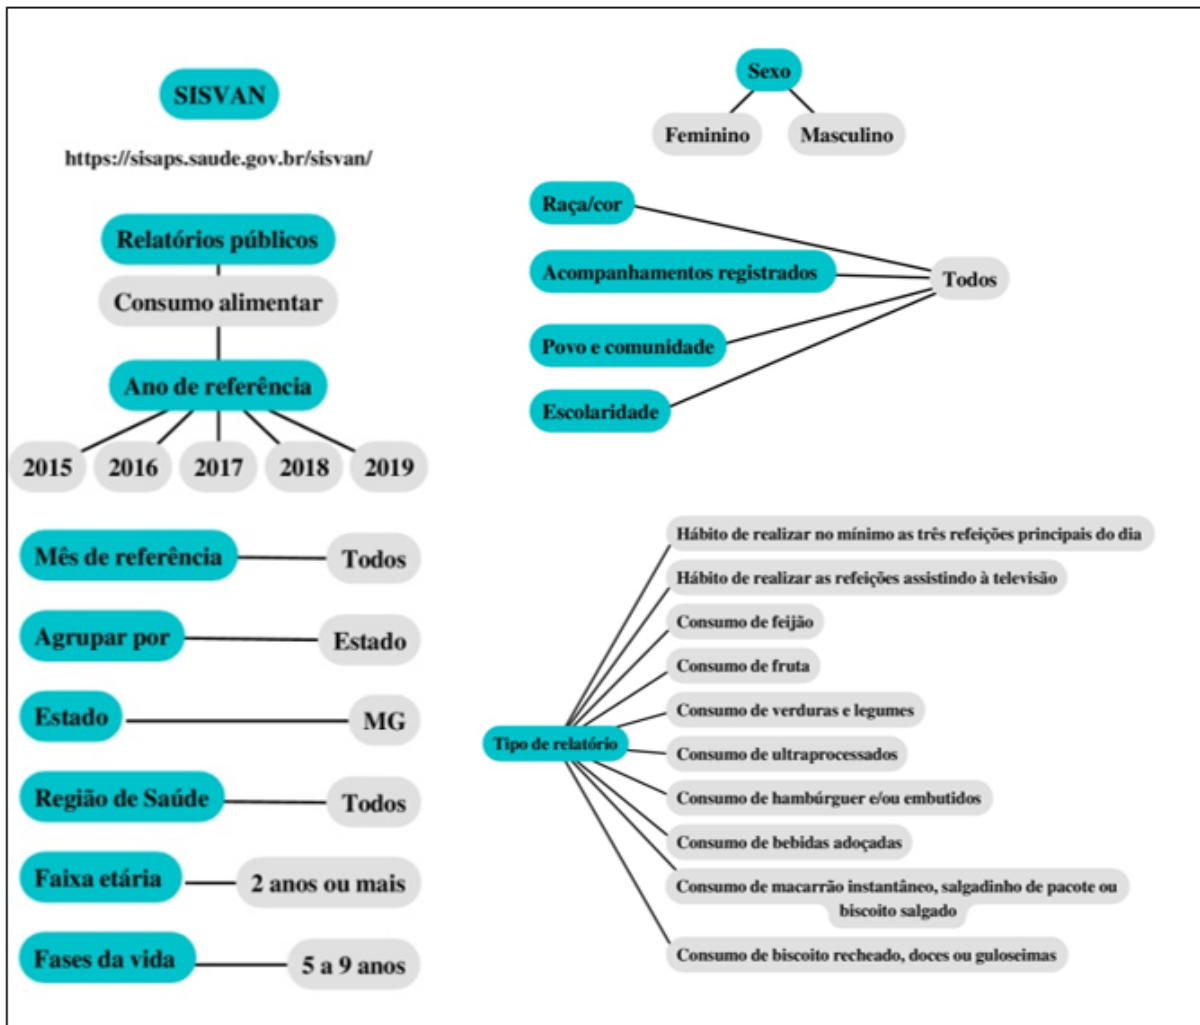 SISVAN
https://sisaps.saude.gov.br/sisvan/
Relatórios públicos
Consumo alimentar
Ano de referência
2015
2016
2017
2018
2019
Mês de referência
Todos
Agrupar por
Estado
Estado
MG
Região de Saúde
Todos
Faixa etária
2 anos ou mais
Fases da vida
5 a 9 anos
Sexo
Feminino
Masculino
Raça/cor
Acompanhamentos registrados
Povo e comunidade
Escolaridade
Todos
Tipo de relatório
Hábito de realizar no mínimo as três refeições principais do dia
Hábito de realizar as refeições assistindo à televisão
Consumo de feijão
Consumo de fruta
Consumo de verduras e legumes
Consumo de ultraprocessados
Consumo de hambúrguer e/ou embutidos
Consumo de bebidas adoçadas
Consumo de macarrão instantâneo, salgadinho de pacote ou
biscoito salgado
Consumo de biscoito recheado, doces ou guloseimas